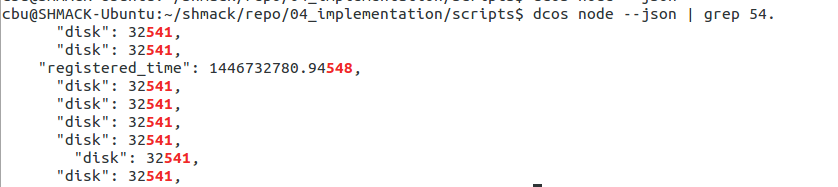 cbu@SHMACK-Ubuntu:~/shmack/repo/04_implementation/scripts$ dcos node --json | grep 54.
"disk": 32541,
"disk": 32541,
"registered_time": 1446732780.94548,
"disk": 32541,
"disk": 32541,
"disk": 32541,
"disk": 32541,
"disk": 32541,
"disk": 32541,